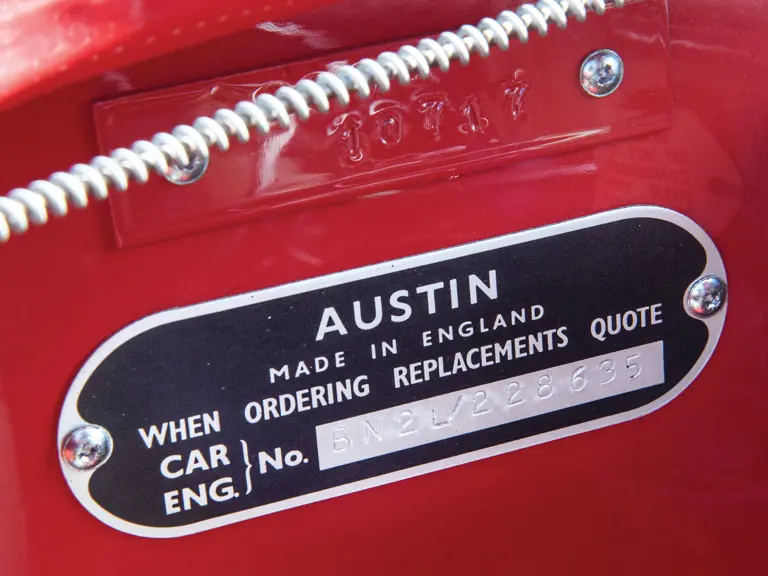 10717
AUSTIN
MADE IN ENGLAND
WHEN ORDERING REPLACEMENTS QUOTE
CAR
ENG. } No. BN2L/228635